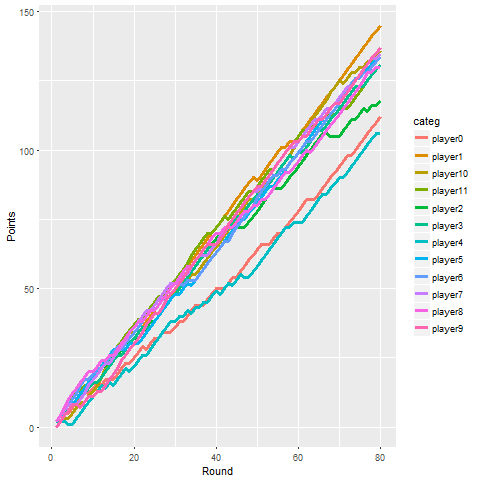 150
100
50
0
Points
0
20
40
60
80
Round
categ
player0
player1
player10
player11
player2
player3
player4
player5
player6
player7
player8
player9